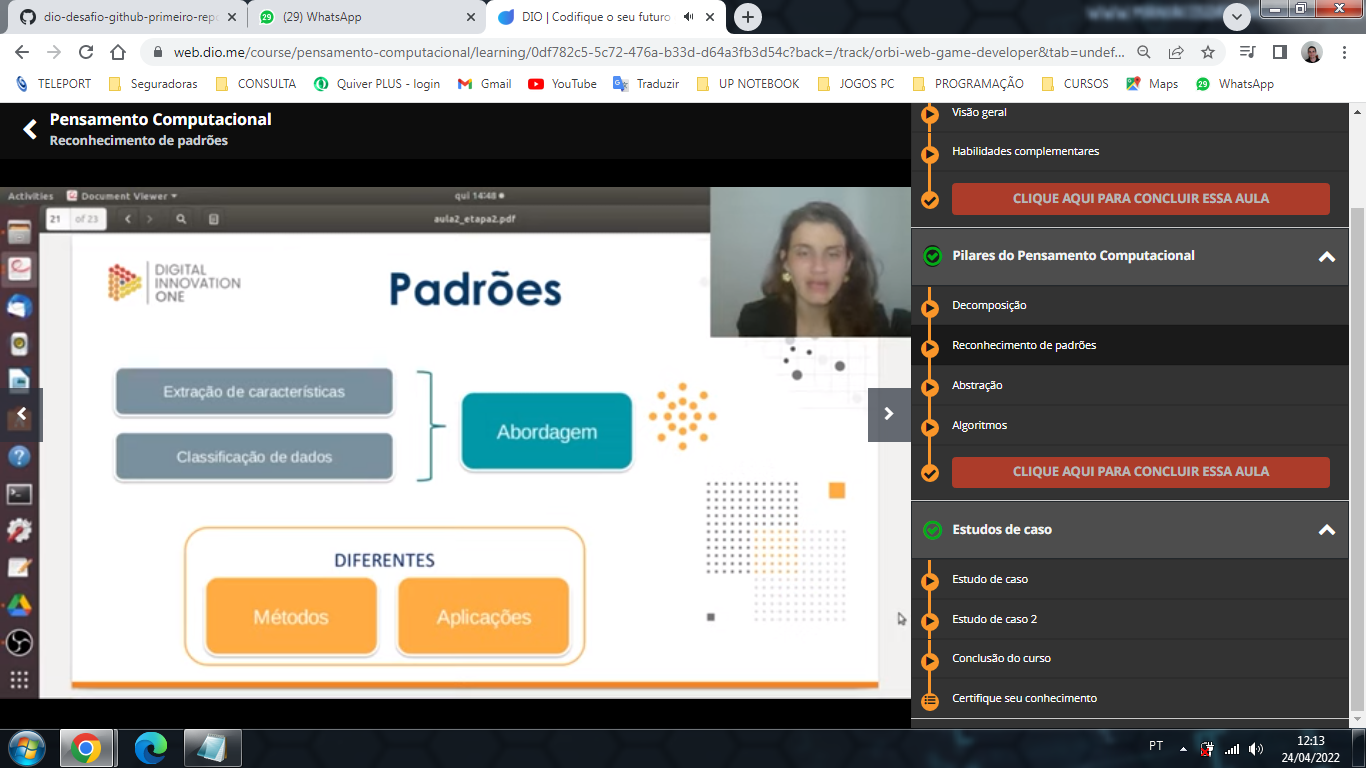 dio-desafio-github-primeiro-repo
(29) WhatsApp
DIO | Codifique o seu futuro
web.dio.me/course/pensamento-computacional/learning/0df782c5-5c72-476a-b33d-d64a3fb3d54c?back=/track/orbi-web-game-developer&tab=undef...
TELEPORT
Seguradoras
CONSULTA
Quiver PLUS - login
Gmail
YouTube
Traduzir
UP NOTEBOOK
JOGOS PC
PROGRAMAÇÃO
CURSOS
Maps
29
WhatsApp
Pensamento Computacional
Reconhecimento de padrões
Activities
Document Viewer
qui 14:48
21 of 23
aula2_etapa2.pdf
DIGITAL
INNOVATION
ONE
Padrões
Extração de características
Classificação de dados
Abordagem
DIFERENTES
Métodos
Aplicações
Visão geral
Habilidades complementares
CLIQUE AQUI PARA CONCLUIR ESSA AULA
Pilares do Pensamento Computacional
Decomposição
Reconhecimento de padrões
Abstração
Algoritmos
CLIQUE AQUI PARA CONCLUIR ESSA AULA
Estudos de caso
Estudo de caso
Estudo de caso 2
Conclusão do curso
Certifique seu conhecimento
PT
12:13
24/04/2022